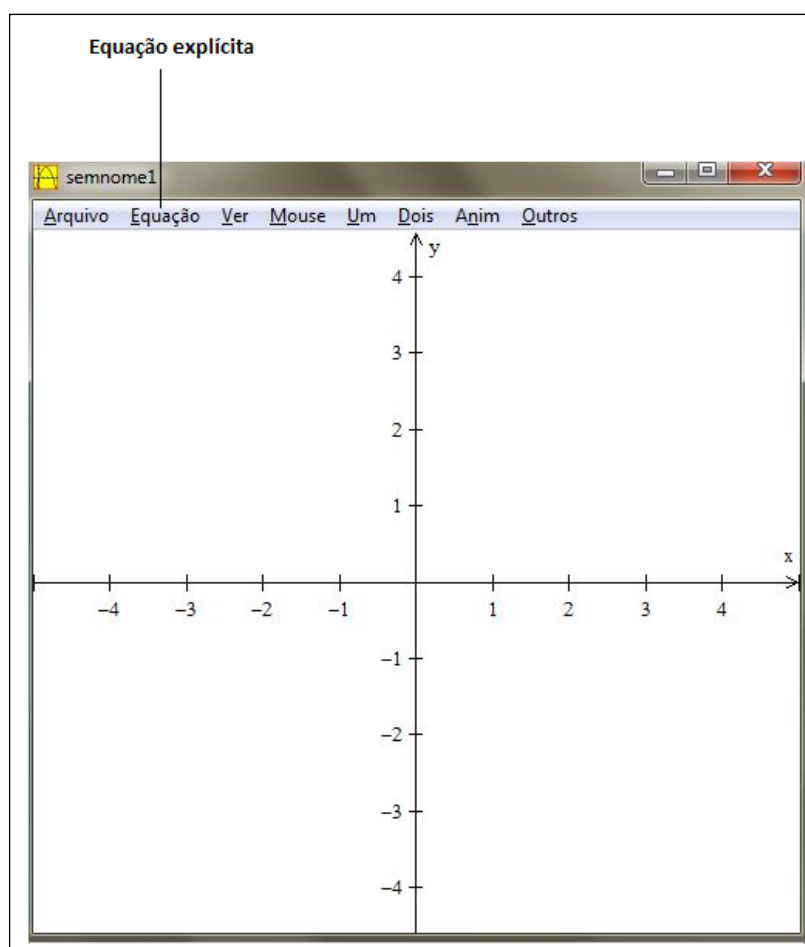 Equação explícita
semnome1
Arquivo Equação Ver Mouse Um Dois Anim Outros
y
4
3
2
1
x
−4 −3 −2 −1 1 2 3 4
−1
−2
−3
−4